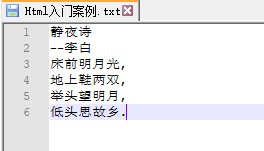 Html入门案例.txt
1 静夜诗
2 --李白
3 床前明月光,
4 地上鞋两双,
5 举头望明月,
6 低头思故乡.